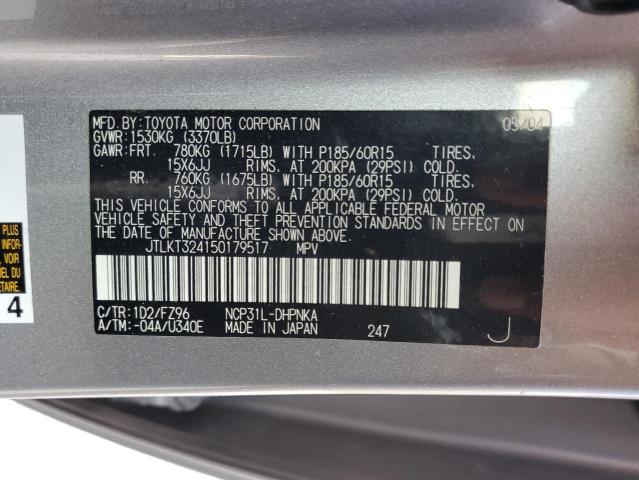 MFD.BY:TOYOTA MOTOR CORPORATION 05/04
GVWR:1530KG (3370LB)
GAWR:FRT. 780KG (1715LB) WITH P185/60R15 TIRES.
15X6JJ RIMS. AT 200KPA (29PSI) COLD.
RR. 760KG (1675LB) WITH P185/60R15 TIRES.
15X6JJ RIMS. AT 200KPA (29PSI) COLD.
THIS VEHICLE CONFORMS TO ALL APPLICABLE FEDERAL MOTOR
VEHICLE SAFETY AND THEFT PREVENTION STANDARDS IN EFFECT ON
THE DATE OF MANUFACTURE SHOWN ABOVE.
JTLKT324150179517 MPV
C/TR:1D2/FZ96 NCP31L-DHPNKA
A/TM:-04A/U340E MADE IN JAPAN 247 J
PLUS
INFOR-
VOIR
DU
ÉTAIRE.
4